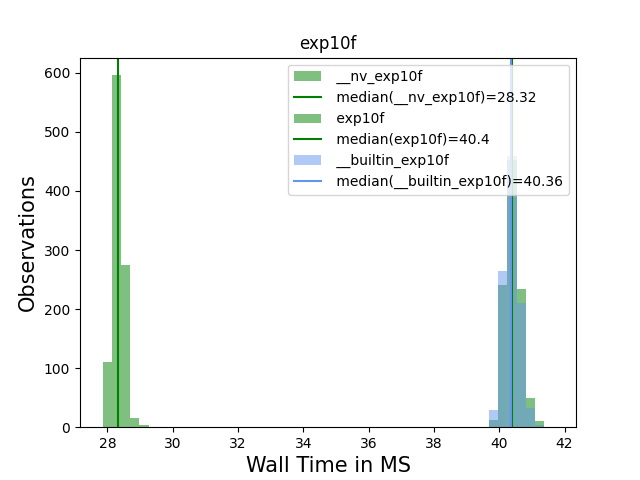 exp10f
__nv_exp10f
median(__nv_exp10f)=28.32
exp10f
median(exp10f)=40.4
__builtin_exp10f
median(__builtin_exp10f)=40.36
Observations
600
500
400
300
200
100
0
28 30 32 34 36 38 40 42
Wall Time in MS